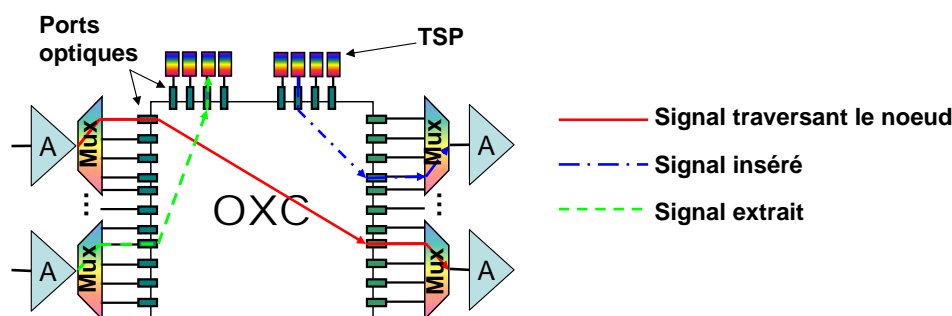 Ports
optiques
TSP
A
Mux
A
Mux
Signal traversant le noeud
Signal inséré
Signal extrait
...
...
OXC
A
Mux
Mux
A